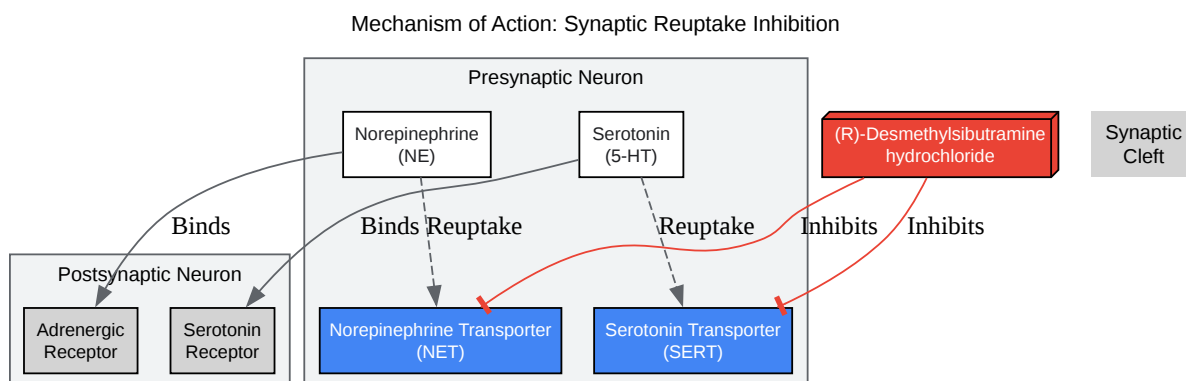 Mechanism of Action: Synaptic Reuptake Inhibition
Presynaptic Neuron
Norepinephrine
(NE)
Serotonin
(5-HT)
(R)-Desmethylsibutramine
hydrochloride
Synaptic
Cleft
Binds
Binds
Reuptake
Reuptake
Inhibits
Inhibits
Postsynaptic Neuron
Adrenergic
Receptor
Serotonin
Receptor
Norepinephrine Transporter
(NET)
Serotonin Transporter
(SERT)